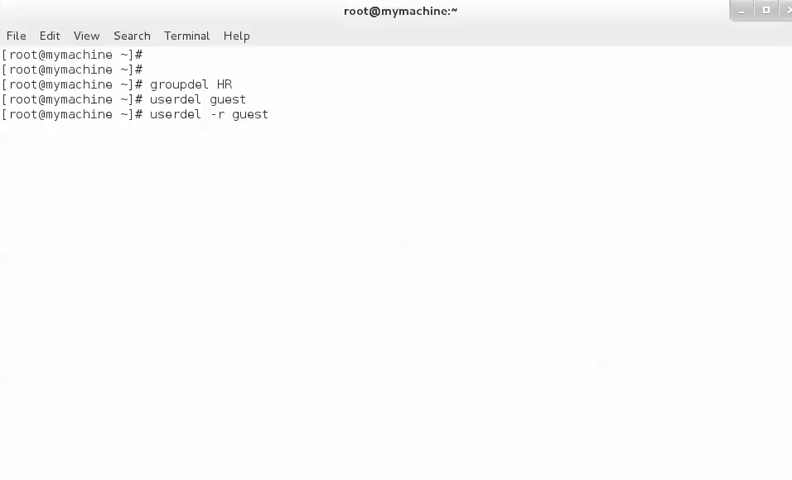 root@mymachine:~
File Edit View Search Terminal Help
[root@mymachine ~]#
[root@mymachine ~]#
[root@mymachine ~]# groupdel HR
[root@mymachine ~]# userdel guest
[root@mymachine ~]# userdel -r guest